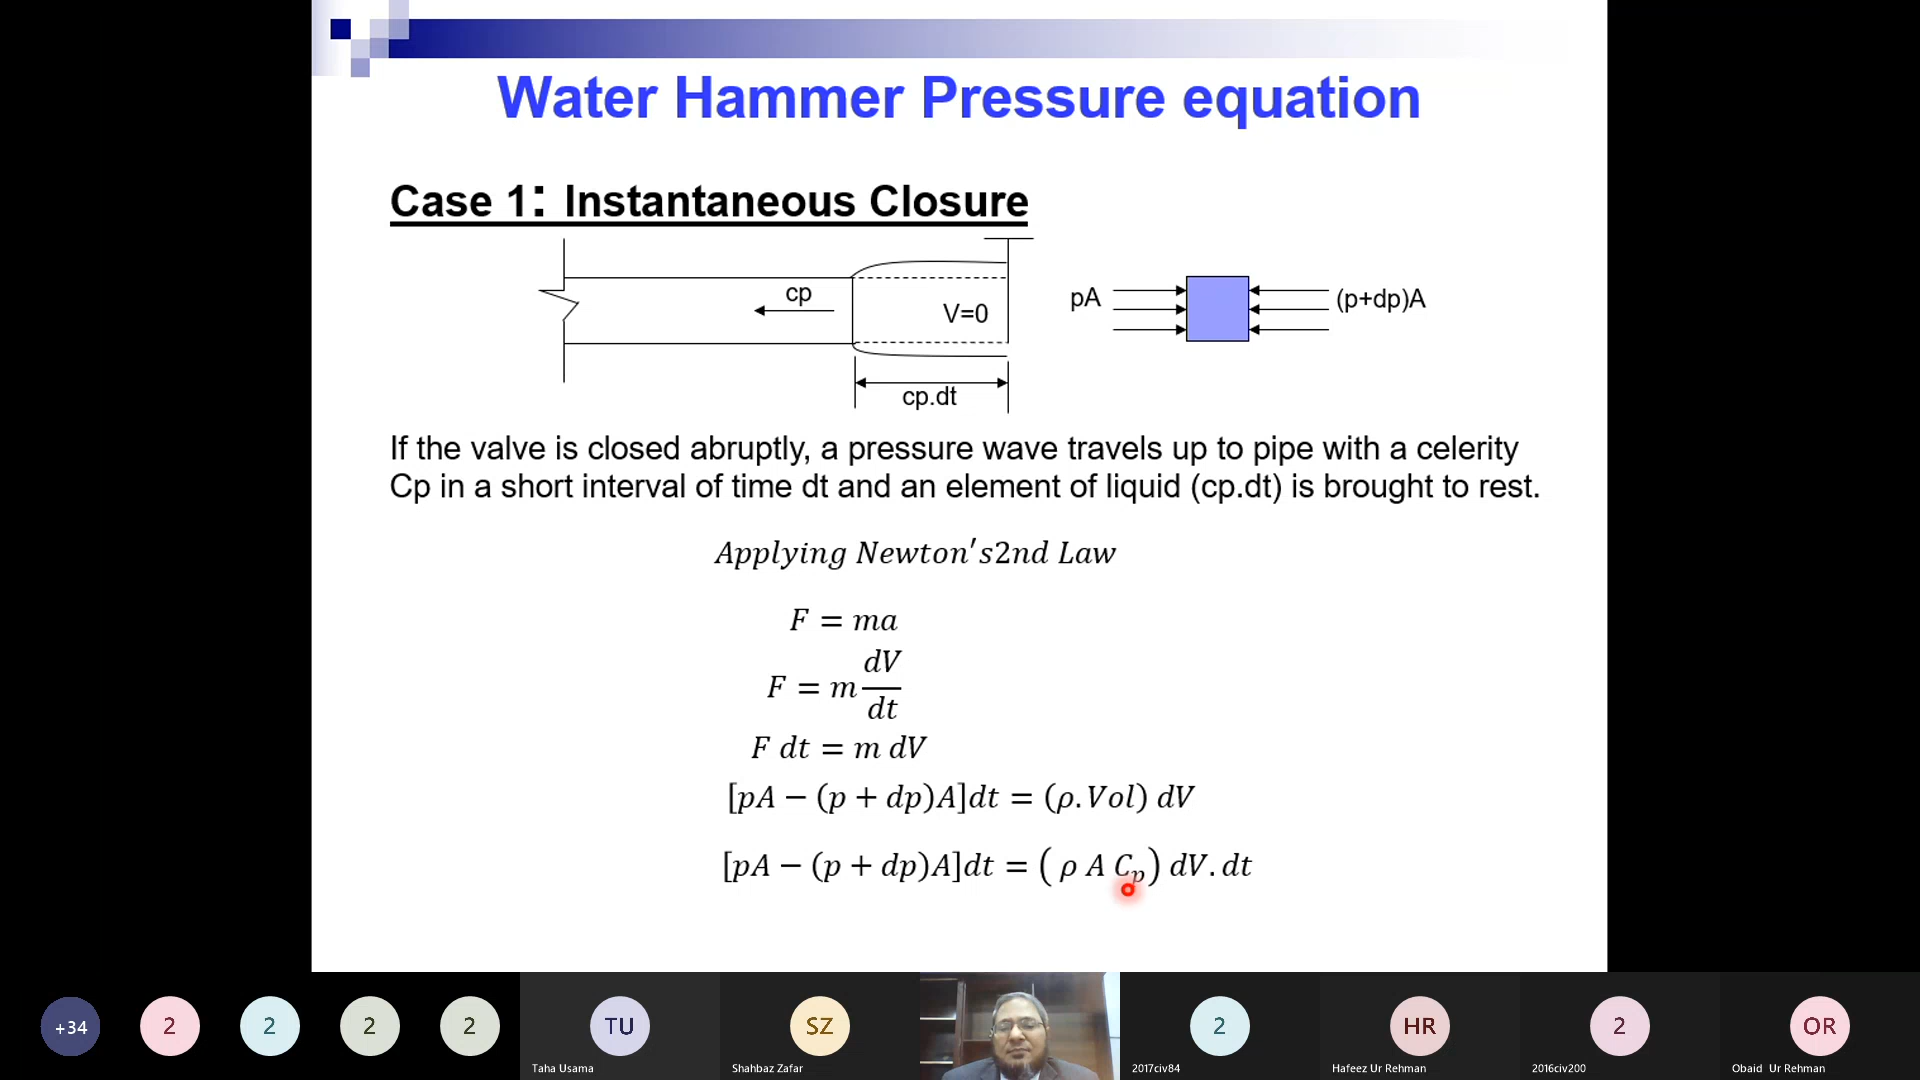 Water Hammer Pressure equation
Case 1: Instantaneous Closure
cp
V=0
cp.dt
pA
(p+dp)A
If the valve is closed abruptly, a pressure wave travels up to pipe with a celerity
Cp in a short interval of time dt and an element of liquid (cp.dt) is brought to rest.
Applying Newton's2nd Law
F = ma
F = m dV/dt
F dt = m dV
[pA − (p + dp)A]dt = (ρ.Vol) dV
[pA − (p + dp)A]dt = ( ρ A Cₚ) dV. dt
+34
2
2
2
2
TU
Taha Usama
SZ
Shahbaz Zafar
2
2017civ84
HR
Hafeez Ur Rehman
2
2016civ200
OR
Obaid Ur Rehman